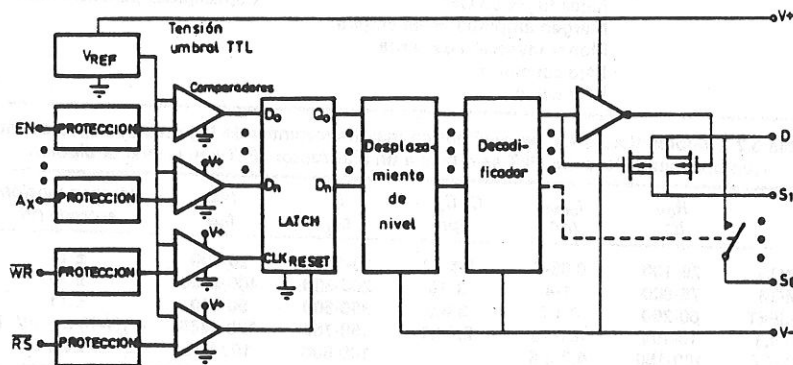 V+
Tensión
umbral TTL
VREF
Comparadores
EN
PROTECCION
D0
Q0
Desplaza-
miento
de
nivel
Decodi-
ficador
D
V+
AX
PROTECCION
Dn
Dn
LATCH
S1
V+
WR
PROTECCION
CLK
RESET
V+
RS
PROTECCION
S8
V-